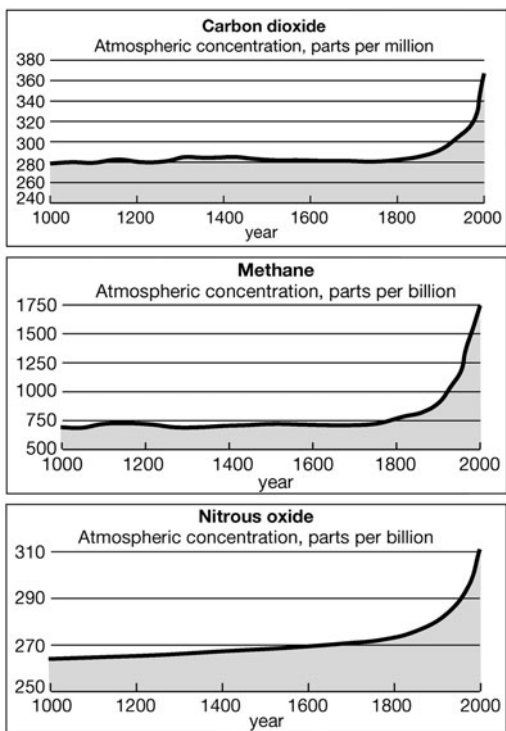 Carbon dioxide
Atmospheric concentration, parts per million
380
360
340
320
300
280
260
240
1000 1200 1400 1600 1800 2000
year
Methane
Atmospheric concentration, parts per billion
1750
1500
1250
1000
750
500
1000 1200 1400 1600 1800 2000
year
Nitrous oxide
Atmospheric concentration, parts per billion
310
290
270
250
1000 1200 1400 1600 1800 2000
year